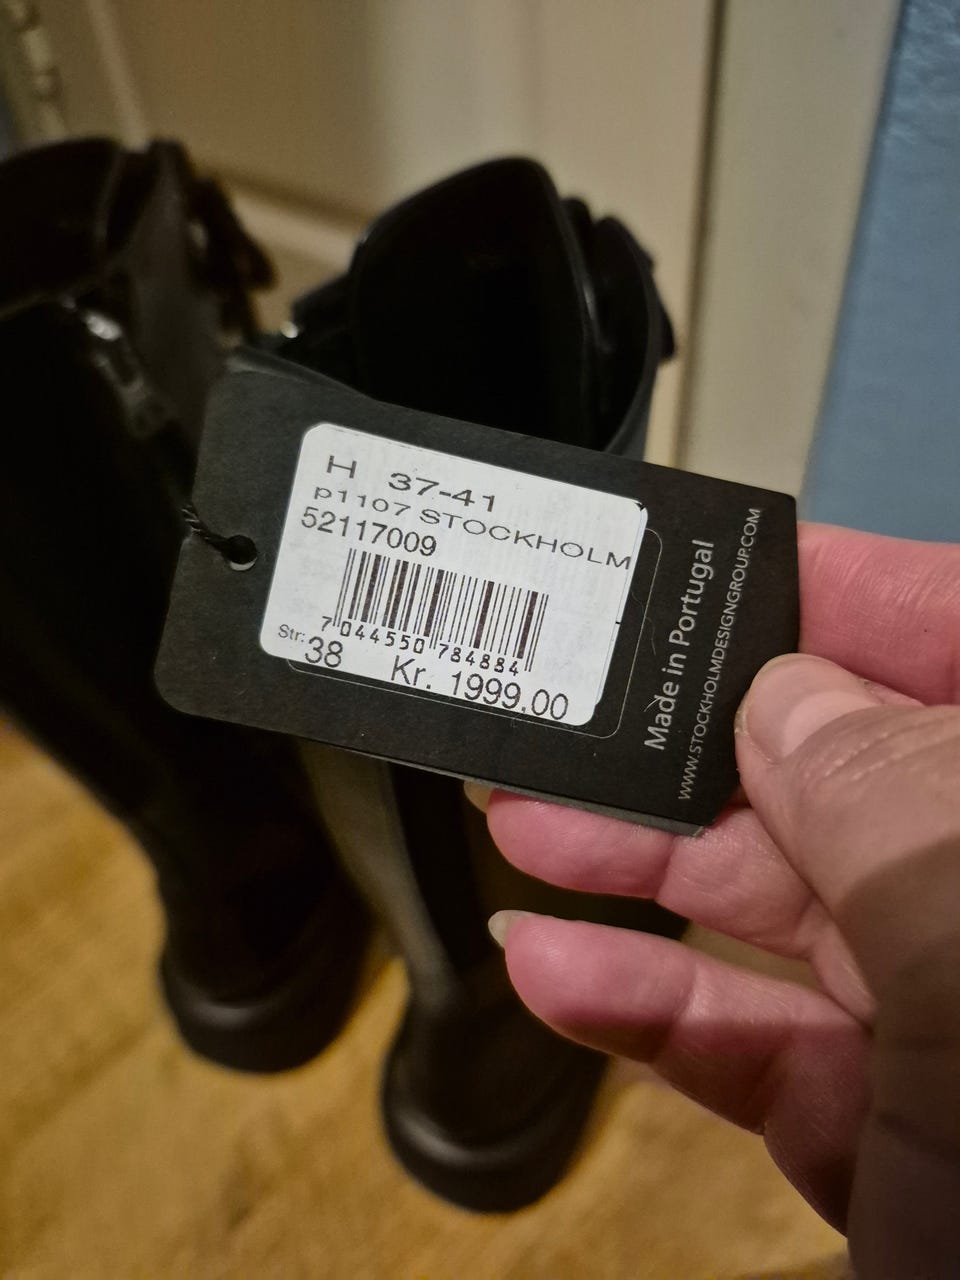 H 37-41
p1107 STOCKHOLM
52117009
7 044550 784884
Str: 38 Kr. 1999.00
Made in Portugal
WWW.STOCKHOLMDESIGNGROUP.COM